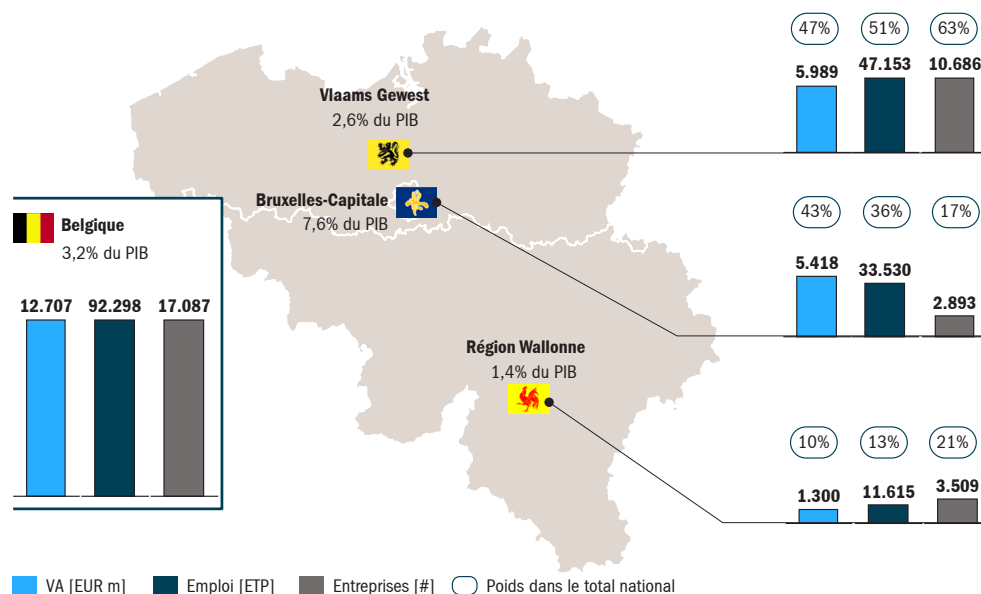 47% 51% 63%
5.989 47.153 10.686
Vlaams Gewest
2,6% du PIB
Bruxelles-Capitale
7,6% du PIB
43% 36% 17%
5.418 33.530 2.893
Belgique
3,2% du PIB
12.707 92.298 17.087
Région Wallonne
1,4% du PIB
10% 13% 21%
1.300 11.615 3.509
VA [EUR m] Emploi [ETP] Entreprises [#] Poids dans le total national